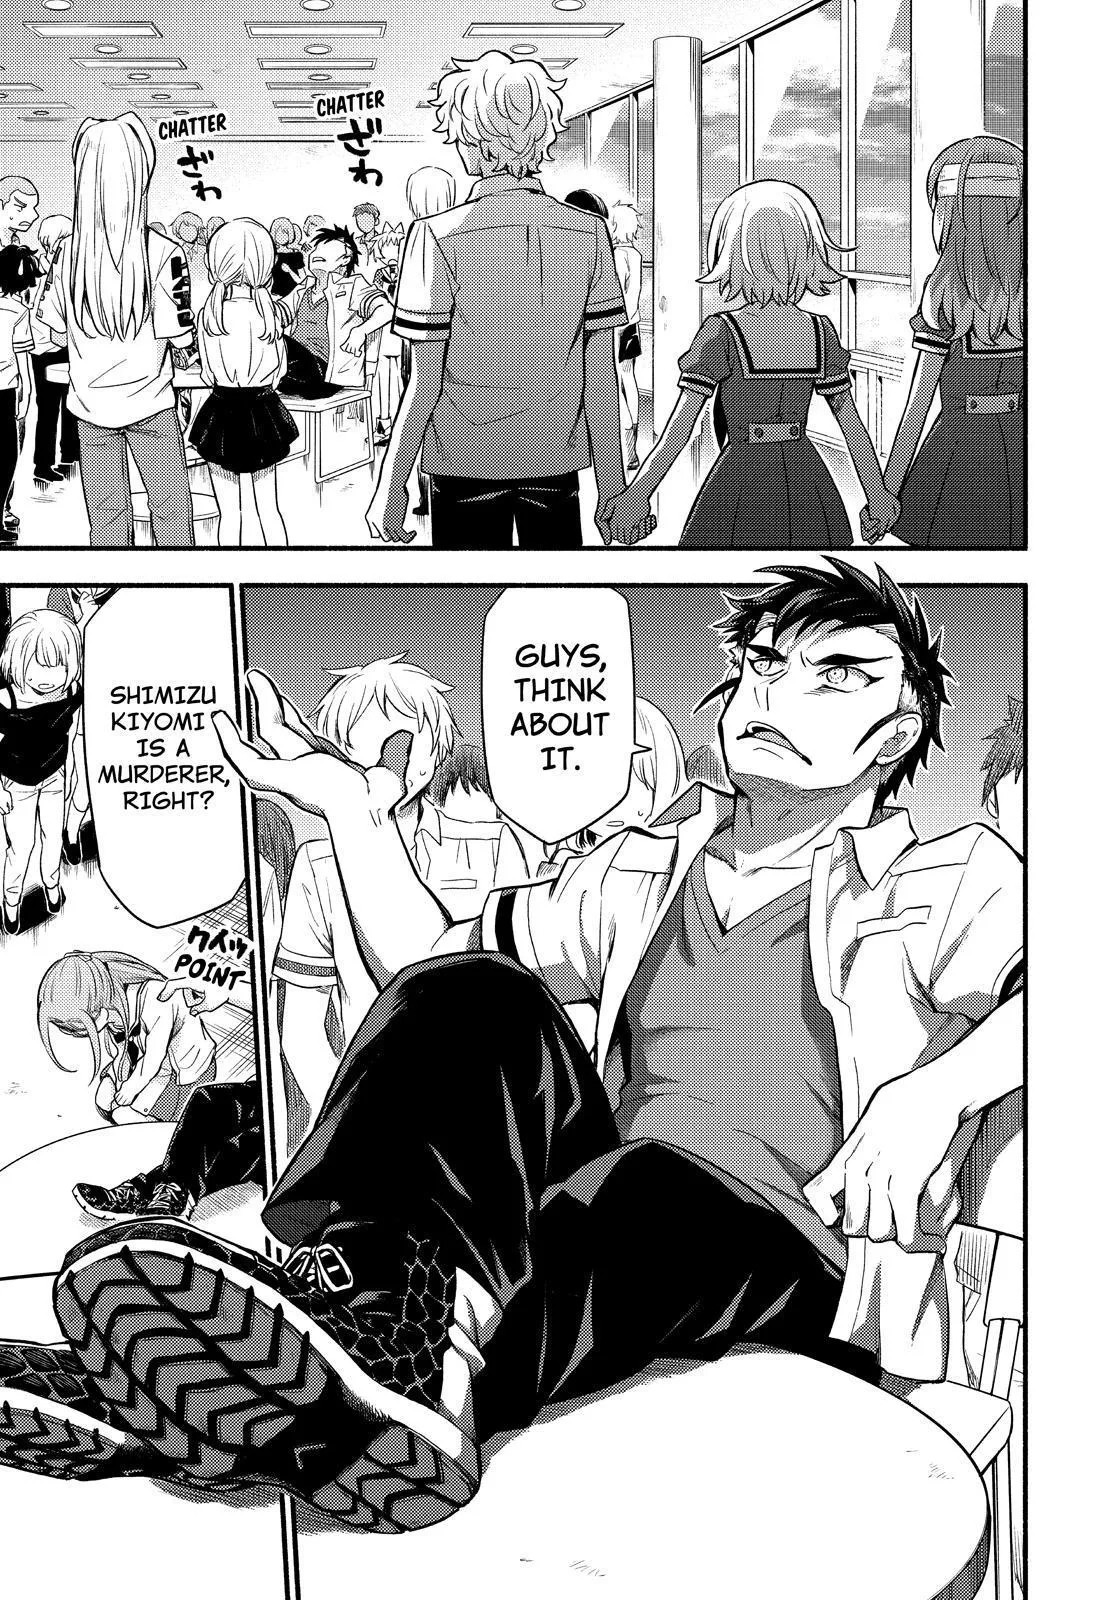 CHATTER
ざわ
CHATTER
ざわ
GUYS,
THINK
ABOUT
IT.
SHIMIZU
KIYOMI
IS A
MURDERER,
RIGHT?
クイッ
POINT